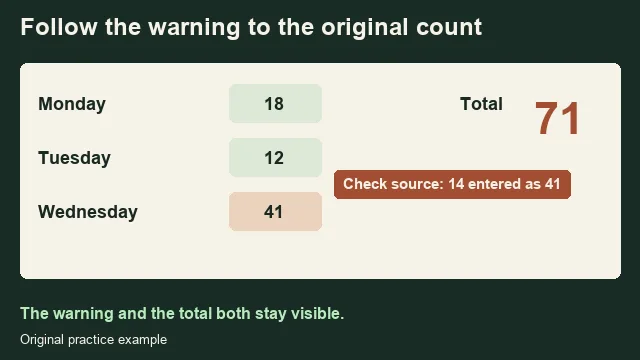 Follow the warning to the original count
Monday 18 Total 71
Tuesday 12
Check source: 14 entered as 41
Wednesday 41
The warning and the total both stay visible.
Original practice example